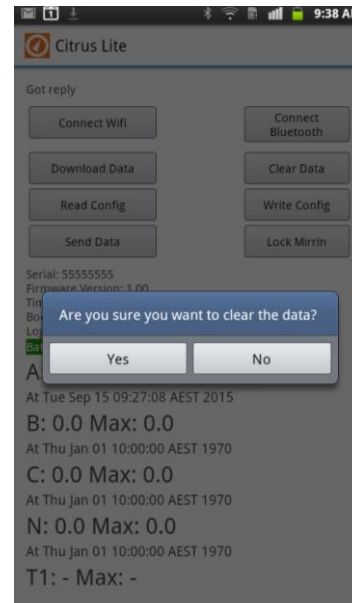 1 9:38 A
Citrus Lite
Got reply
Connect Wifi
Connect
Bluetooth
Download Data
Clear Data
Read Config
Write Config
Send Data
Lock Mirrin
Serial: 55555555
Firmware Version: 1.00
Are you sure you want to clear the data?
Yes
No
At Tue Sep 15 09:27:08 AEST 2015
B: 0.0 Max: 0.0
At Thu Jan 01 10:00:00 AEST 1970
C: 0.0 Max: 0.0
At Thu Jan 01 10:00:00 AEST 1970
N: 0.0 Max: 0.0
At Thu Jan 01 10:00:00 AEST 1970
T1: - Max: -